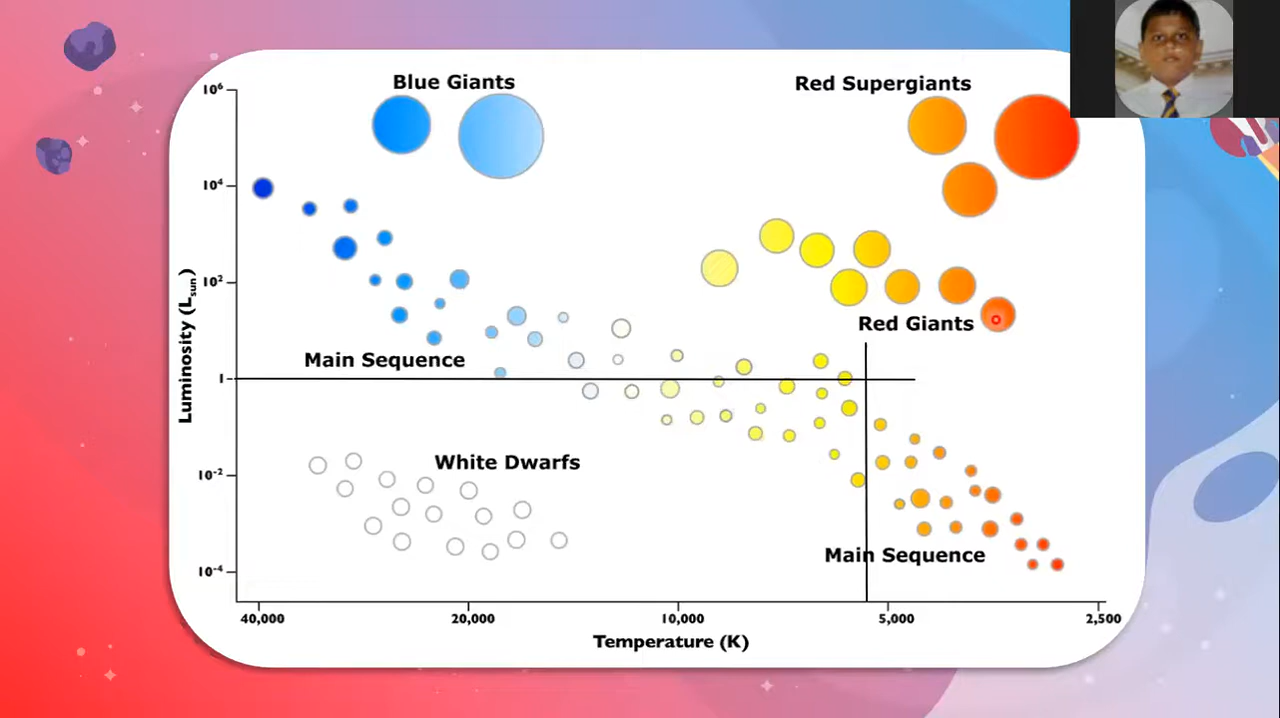 Blue Giants
Red Supergiants
10⁶
10⁴
10²
1
10⁻²
10⁻⁴
Luminosity (Lₛᵤₙ)
Red Giants
Main Sequence
White Dwarfs
Main Sequence
40,000
20,000
10,000
5,000
2,500
Temperature (K)